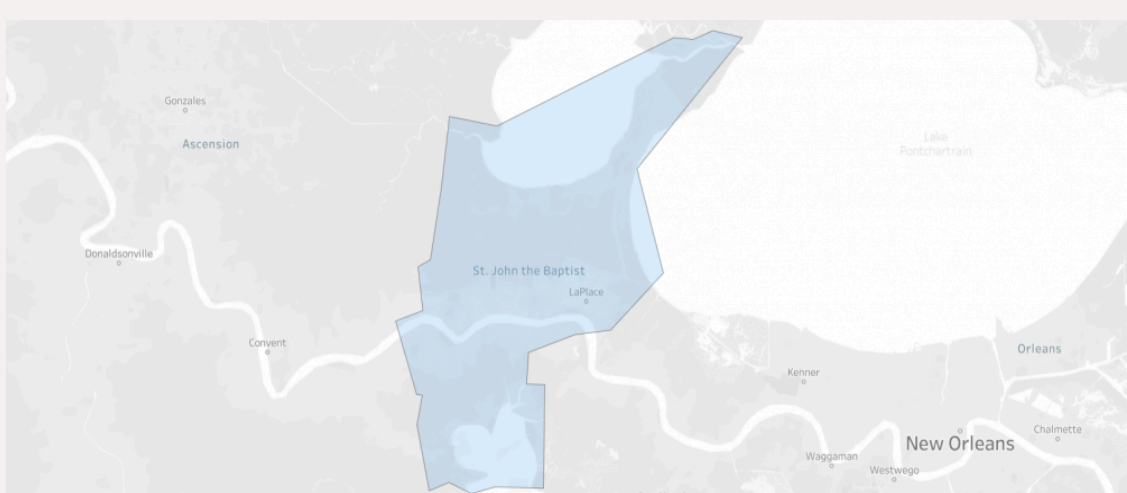 Gonzales
Ascension
Lake
Pontchartrain
Donaldsonville
St. John the Baptist
LaPlace
Convent
Orleans
Kenner
Chalmette
New Orleans
Waggaman
Westwego